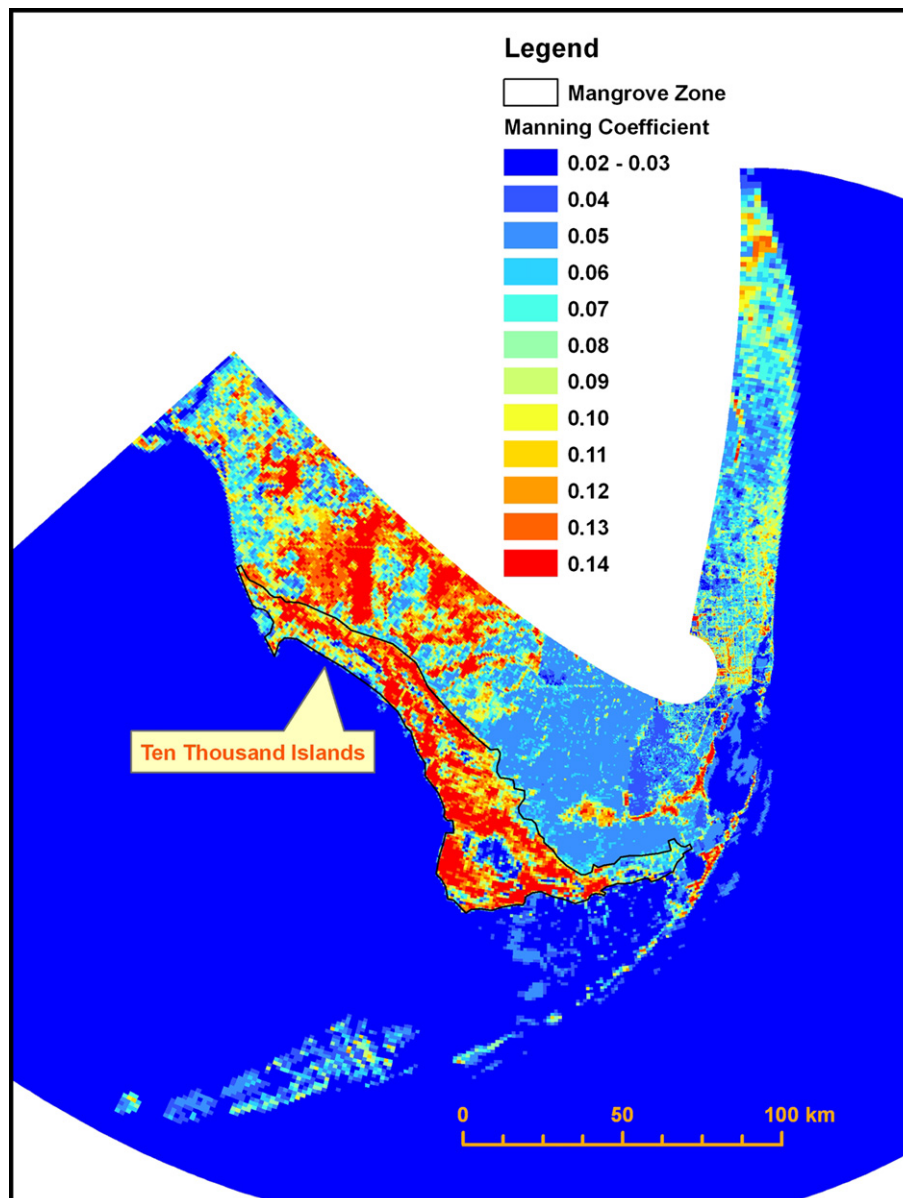 Legend
Mangrove Zone
Manning Coefficient
0.02 - 0.03
0.04
0.05
0.06
0.07
0.08
0.09
0.10
0.11
0.12
0.13
0.14
Ten Thousand Islands
0 50 100 km